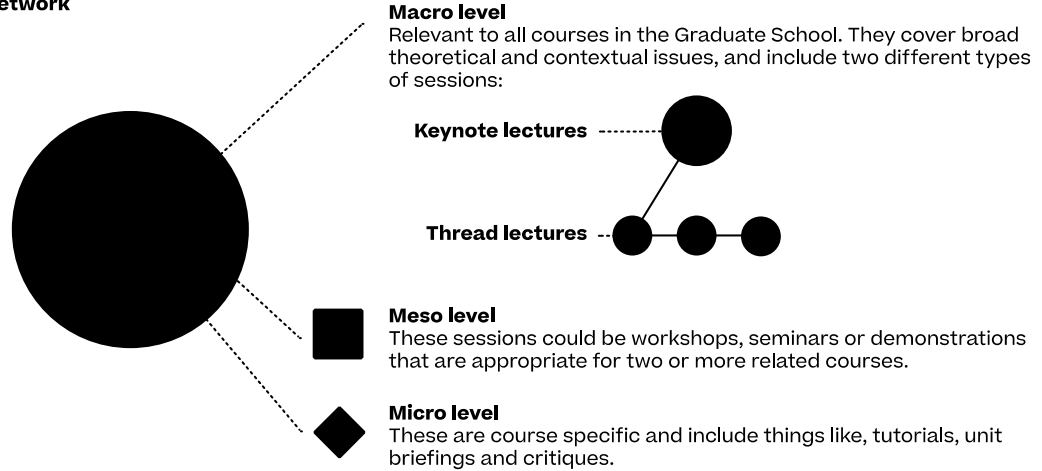 etwork
Macro level
Relevant to all courses in the Graduate School. They cover broad
theoretical and contextual issues, and include two different types
of sessions:
Keynote lectures
Thread lectures
Meso level
These sessions could be workshops, seminars or demonstrations
that are appropriate for two or more related courses.
Micro level
These are course specific and include things like, tutorials, unit
briefings and critiques.